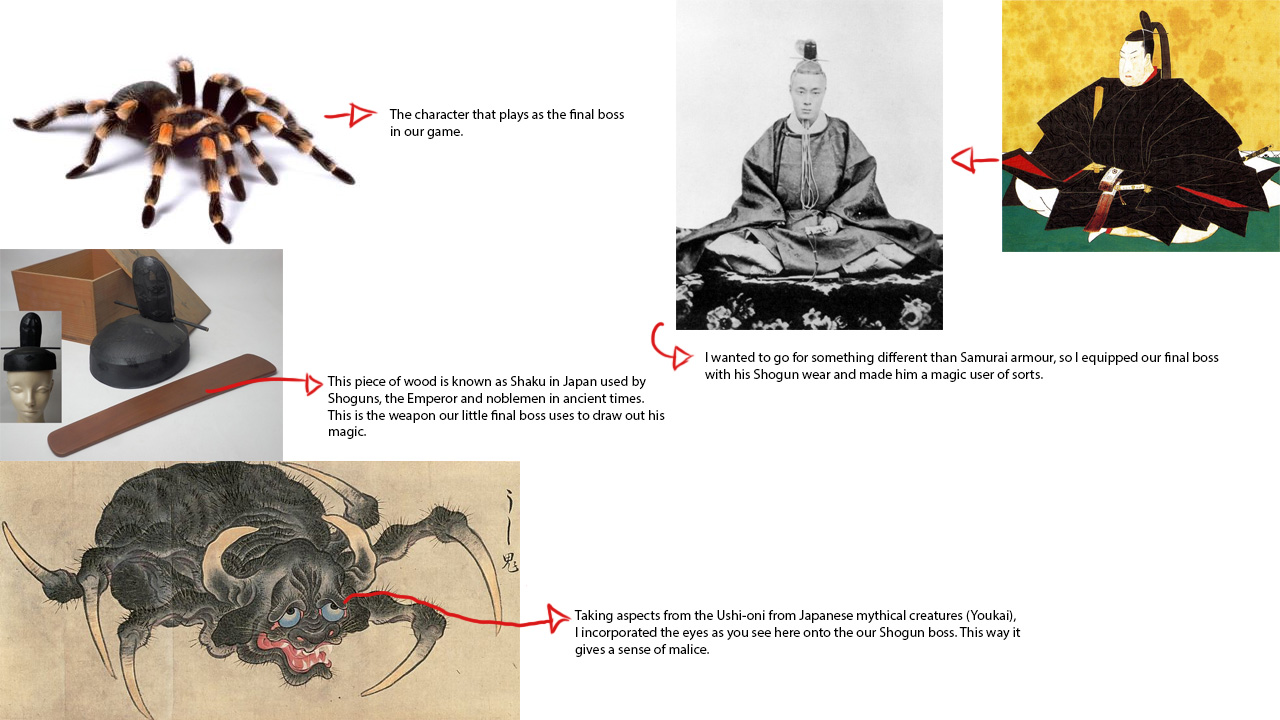 The character that plays as the final boss
in our game.
I wanted to go for something different than Samurai armour, so I equipped our final boss
with his Shogun wear and made him a magic user of sorts.
This piece of wood is known as Shaku in Japan used by
Shoguns, the Emperor and noblemen in ancient times.
This is the weapon our little final boss uses to draw out his
magic.
うし鬼
Taking aspects from the Ushi-oni from Japanese mythical creatures (Youkai),
I incorporated the eyes as you see here onto the our Shogun boss. This way it
gives a sense of malice.